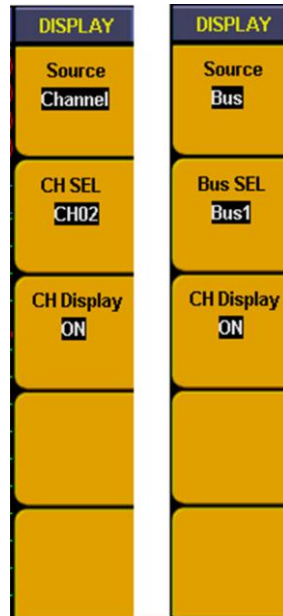 DISPLAY
Source
Channel
CH SEL
CH02
CH Display
ON
DISPLAY
Source
Bus
Bus SEL
Bus1
CH Display
ON